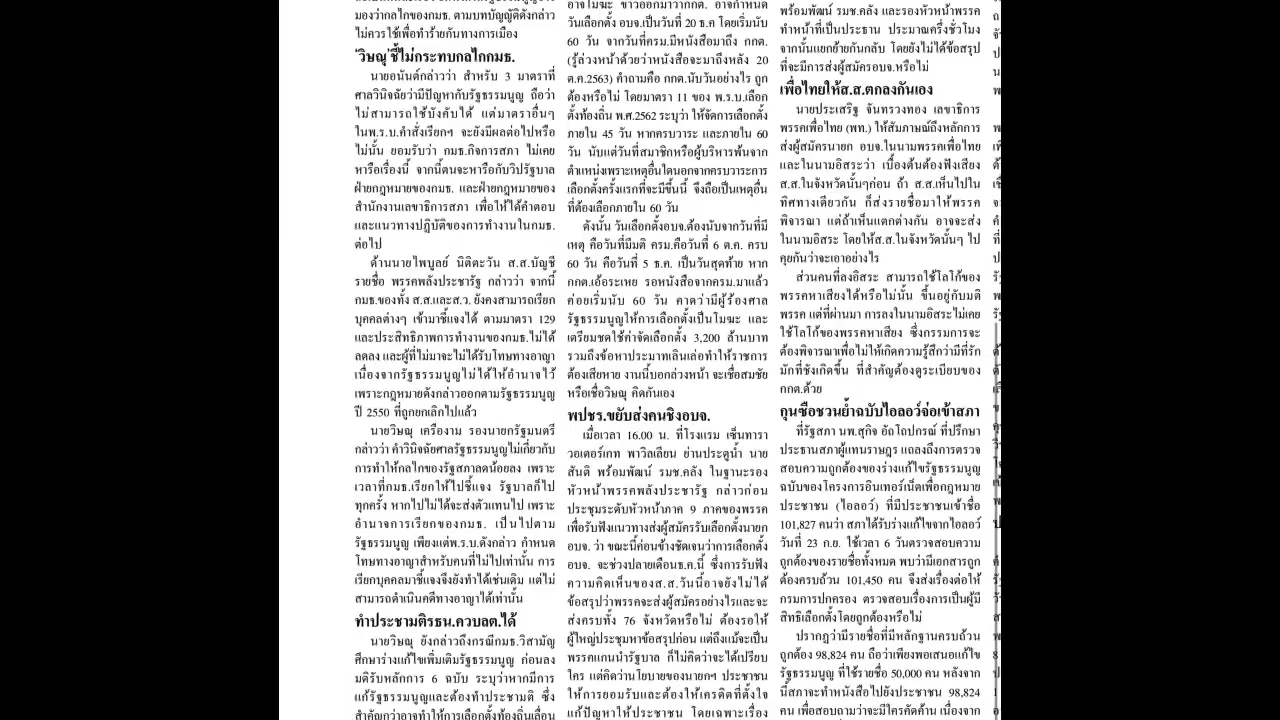 มองว่ากลไกของกมธ. ตามบทบัญญัติดังกล่าว
ไม่ควรใช้เพื่อทำร้ายกันทางการเมือง
'วิษณุ'ชี้ไม่กระทบกลไกกมธ.
นายอนันต์กล่าวว่า สำหรับ 3 มาตราที่
ศาลวินิจฉัยว่ามีปัญหากับรัฐธรรมนูญ ถือว่า
ไม่สามารถใช้บังคับได้ แต่มาตราอื่นๆ
ในพ.ร.บ.คำสั่งเรียกฯ จะยังมีผลต่อไปหรือ
ไม่นั้น ยอมรับว่า กมธ.กิจการสภา ไม่เคย
หารือเรื่องนี้ จากนี้ตนจะหารือกับวิปรัฐบาล
ฝ่ายกฎหมายของกมธ. และฝ่ายกฎหมายของ
สำนักงานเลขาธิการสภา เพื่อให้ได้คำตอบ
และแนวทางปฏิบัติของการทำงานในกมธ.
ต่อไป
ด้านนายไพบูลย์ นิติตะวัน ส.ส.บัญชี
รายชื่อ พรรคพลังประชารัฐ กล่าวว่า จากนี้
กมธ.ของทั้ง ส.ส.และส.ว. ยังคงสามารถเรียก
บุคคลต่างๆ เข้ามาชี้แจงได้ ตามมาตรา 129
และประสิทธิภาพการทำงานของกมธ.ไม่ได้
ลดลง และผู้ที่ไม่มาจะไม่ได้รับโทษทางอาญา
เนื่องจากรัฐธรรมนูญไม่ได้ให้อำนาจไว้
เพราะกฎหมายดังกล่าวออกตามรัฐธรรมนูญ
ปี 2550 ที่ถูกยกเลิกไปแล้ว
นายวิษณุ เครืองาม รองนายกรัฐมนตรี
กล่าวว่า คำวินิจฉัยศาลรัฐธรรมนูญไม่เกี่ยวกับ
การทำให้กลไกของรัฐสภาลดน้อยลง เพราะ
เวลาที่กมธ.เรียกให้ไปชี้แจง รัฐบาลก็ไป
ทุกครั้ง หากไปไม่ได้จะส่งตัวแทนไป เพราะ
อำนาจการเรียกของกมธ. เป็นไปตาม
รัฐธรรมนูญ เพียงแต่พ.ร.บ.ดังกล่าว กำหนด
โทษทางอาญาสำหรับคนที่ไม่ไปเท่านั้น การ
เรียกบุคคลมาชี้แจงจึงยังทำได้เช่นเดิม แต่ไม่
สามารถดำเนินคดีทางอาญาได้เท่านั้น
ทำประชามติรธน.ควบลต.ได้
นายวิษณุ ยังกล่าวถึงกรณีกมธ.วิสามัญ
ศึกษาร่างแก้ไขเพิ่มเติมรัฐธรรมนูญ ก่อนลง
มติรับหลักการ 6 ฉบับ ระบุว่าหากมีการ
แก้รัฐธรรมนูญและต้องทำประชามติ ซึ่ง
สำคัญกว่าอาจทำให้การเลือกตั้งท้องถิ่นเลื่อน
อาจโมฆะ ข่าวออกมาว่ากกต. อาจกำหนด
วันเลือกตั้ง อบจ.เป็นวันที่ 20 ธ.ค โดยเริ่มนับ
60 วัน จากวันที่ครม.มีหนังสือมาถึง กกต.
(รู้ล่วงหน้าด้วยว่าหนังสือจะมาถึงหลัง 20
ต.ค.2563) คำถามคือ กกต.นับวันอย่างไร ถูก
ต้องหรือไม่ โดยมาตรา 11 ของ พ.ร.บ.เลือก
ตั้งท้องถิ่น พ.ศ.2562 ระบุว่า ให้จัดการเลือกตั้ง
ภายใน 45 วัน หากครบวาระ และภายใน 60
วัน นับแต่วันที่สมาชิกหรือผู้บริหารพ้นจาก
ตำแหน่งเพราะเหตุอื่นใดนอกจากครบวาระการ
เลือกตั้งครั้งแรกที่จะมีขึ้นนี้ จึงถือเป็นเหตุอื่น
ที่ต้องเลือกภายใน 60 วัน
ดังนั้น วันเลือกตั้งอบจ.ต้องนับจากวันที่มี
เหตุ คือวันที่มีมติ ครม.คือวันที่ 6 ต.ค. ครบ
60 วัน คือวันที่ 5 ธ.ค. เป็นวันสุดท้าย หาก
กกต.เอ้อระเหย รอหนังสือจากครม.มาแล้ว
ค่อยเริ่มนับ 60 วัน คาดว่ามีผู้ร้องศาล
รัฐธรรมนูญให้การเลือกตั้งเป็นโมฆะ และ
เตรียมชดใช้ค่าจัดเลือกตั้ง 3,200 ล้านบาท
รวมถึงข้อหาประมาทเลินเล่อทำให้ราชการ
ต้องเสียหาย งานนี้บอกล่วงหน้า จะเชื่อสมชัย
หรือเชื่อวิษณุ คิดกันเอง
พปชร.ขยับส่งคนชิงอบจ.
เมื่อเวลา 16.00 น. ที่โรงแรม เซ็นทารา
วอเตอร์เกท พาวิลเลียน ย่านประตูน้ำ นาย
สันติ พร้อมพัฒน์ รมช.คลัง ในฐานะรอง
หัวหน้าพรรคพลังประชารัฐ กล่าวก่อน
ประชุมระดับหัวหน้าภาค 9 ภาคของพรรค
เพื่อรับฟังแนวทางส่งผู้สมัครรับเลือกตั้งนายก
อบจ. ว่า ขณะนี้ค่อนข้างชัดเจนว่าการเลือกตั้ง
อบจ. จะช่วงปลายเดือนธ.ค.นี้ ซึ่งการรับฟัง
ความคิดเห็นของส.ส.วันนี้อาจยังไม่ได้
ข้อสรุปว่าพรรคจะส่งผู้สมัครอย่างไรและจะ
ส่งครบทั้ง 76 จังหวัดหรือไม่ ต้องรอให้
ผู้ใหญ่ประชุมหาข้อสรุปก่อน แต่ถึงแม้จะเป็น
พรรคแกนนำรัฐบาล ก็ไม่คิดว่าจะได้เปรียบ
ใคร แต่คิดว่านโยบายของนายกฯ ประชาชน
ให้การยอมรับและต้องให้เครดิตที่ตั้งใจ
แก้ปัญหาให้ประชาชน โดยเฉพาะเรื่อง
พร้อมพัฒน์ รมช.คลัง และรองหัวหน้าพรรค
ทำหน้าที่เป็นประธาน ประมาณครึ่งชั่วโมง
จากนั้นแยกย้ายกันกลับ โดยยังไม่ได้ข้อสรุป
ที่จะมีการส่งผู้สมัครอบจ.หรือไม่
เพื่อไทยให้ส.ส.ตกลงกันเอง
นายประเสริฐ จันทรวงทอง เลขาธิการ
พรรคเพื่อไทย (พท.) ให้สัมภาษณ์ถึงหลักการ
ส่งผู้สมัครนายก อบจ.ในนามพรรคเพื่อไทย
และในนามอิสระว่า เบื้องต้นต้องฟังเสียง
ส.ส.ในจังหวัดนั้นๆก่อน ถ้า ส.ส.เห็นไปใน
ทิศทางเดียวกัน ก็ส่งรายชื่อมาให้พรรค
พิจารณา แต่ถ้าเห็นแตกต่างกัน อาจจะส่ง
ในนามอิสระ โดยให้ส.ส.ในจังหวัดนั้นๆ ไป
คุยกันว่าจะเอาอย่างไร
ส่วนคนที่ลงอิสระ สามารถใช้โลโก้ของ
พรรคหาเสียงได้หรือไม่นั้น ขึ้นอยู่กับมติ
พรรค แต่ที่ผ่านมา การลงในนามอิสระไม่เคย
ใช้โลโก้ของพรรคหาเสียง ซึ่งกรรมการจะ
ต้องพิจารณาเพื่อไม่ให้เกิดความรู้สึกว่ามีที่รัก
มักที่ชังเกิดขึ้น ที่สำคัญต้องดูระเบียบของ
กกต.ด้วย
กุนซือชวนย้ำฉบับไอลอว์จ่อเข้าสภา
ที่รัฐสภา นพ.สุกิจ อัถโถปกรณ์ ที่ปรึกษา
ประธานสภาผู้แทนราษฎร แถลงถึงการตรวจ
สอบความถูกต้องของร่างแก้ไขรัฐธรรมนูญ
ฉบับของโครงการอินเทอร์เน็ตเพื่อกฎหมาย
ประชาชน (ไอลอว์) ที่มีประชาชนเข้าชื่อ
101,827 คนว่า สภาได้รับร่างแก้ไขจากไอลอว์
วันที่ 23 ก.ย. ใช้เวลา 6 วันตรวจสอบความ
ถูกต้องของรายชื่อทั้งหมด พบว่ามีเอกสารถูก
ต้องครบถ้วน 101,450 คน จึงส่งเรื่องต่อให้
กรมการปกครอง ตรวจสอบเรื่องการเป็นผู้มี
สิทธิเลือกตั้งโดยถูกต้องหรือไม่
ปรากฏว่ามีรายชื่อที่มีหลักฐานครบถ้วน
ถูกต้อง 98,824 คน ถือว่าเพียงพอเสนอแก้ไข
รัฐธรรมนูญ ที่ใช้รายชื่อ 50,000 คน หลังจาก
นี้สภาจะทำหนังสือไปยังประชาชน 98,824
คน เพื่อสอบถามว่าจะมีใครคัดค้าน เนื่องจาก